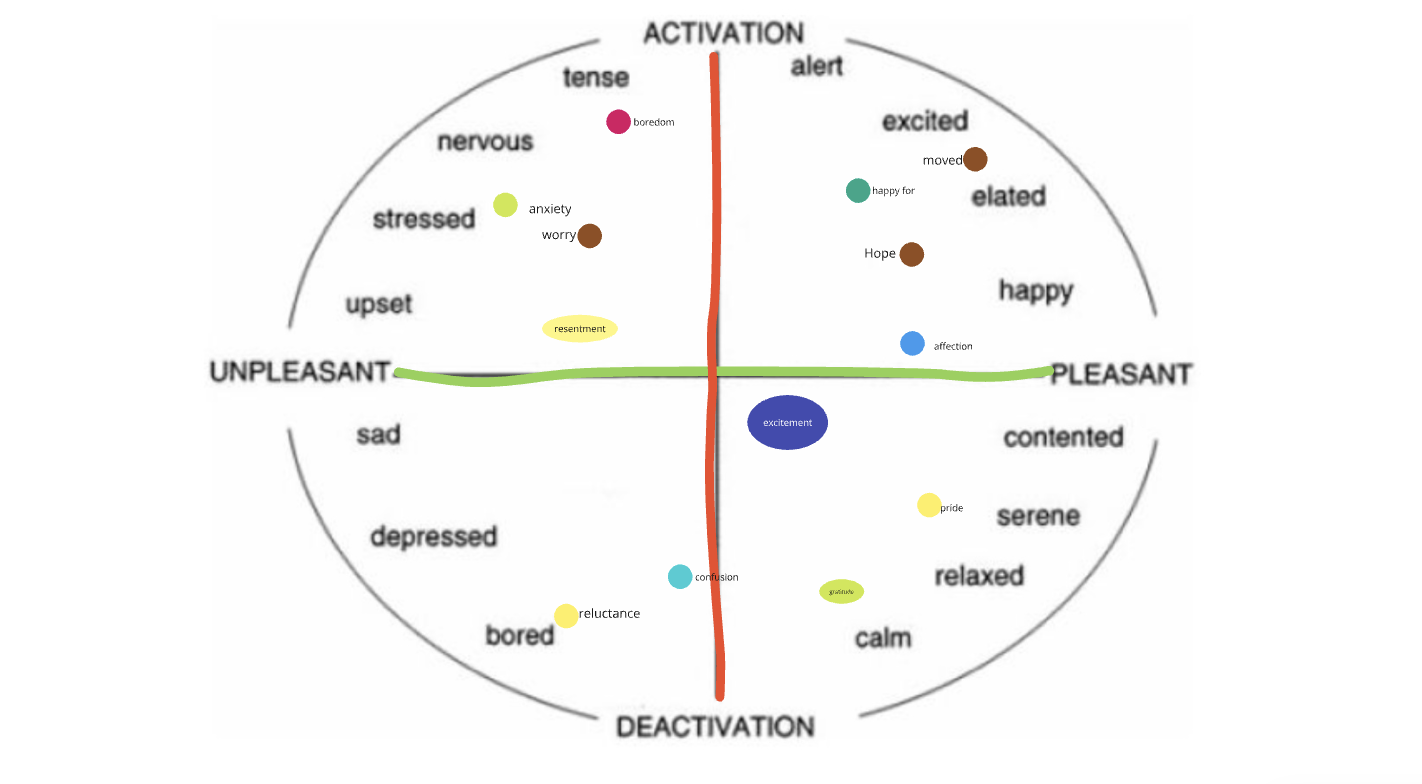 ACTIVATION
tense
alert
boredom
excited
nervous
moved
happy for
elated
anxiety
stressed
worry
Hope
happy
upset
resentment
affection
UNPLEASANT
PLEASANT
excitement
sad
contented
pride
serene
depressed
confusion
relaxed
gratitude
reluctance
bored
calm
DEACTIVATION